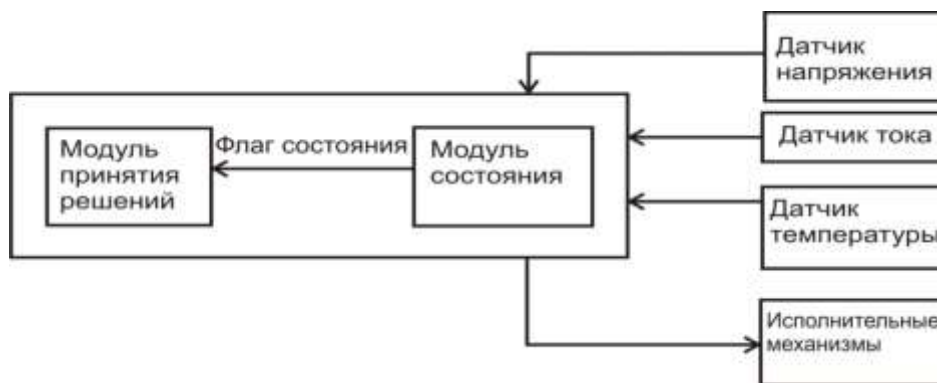 Датчик
напряжения
Флаг состояния
Модуль
принятия
решений
Модуль
состояния
Датчик тока
Датчик
температуры
Исполнительные
механизмы